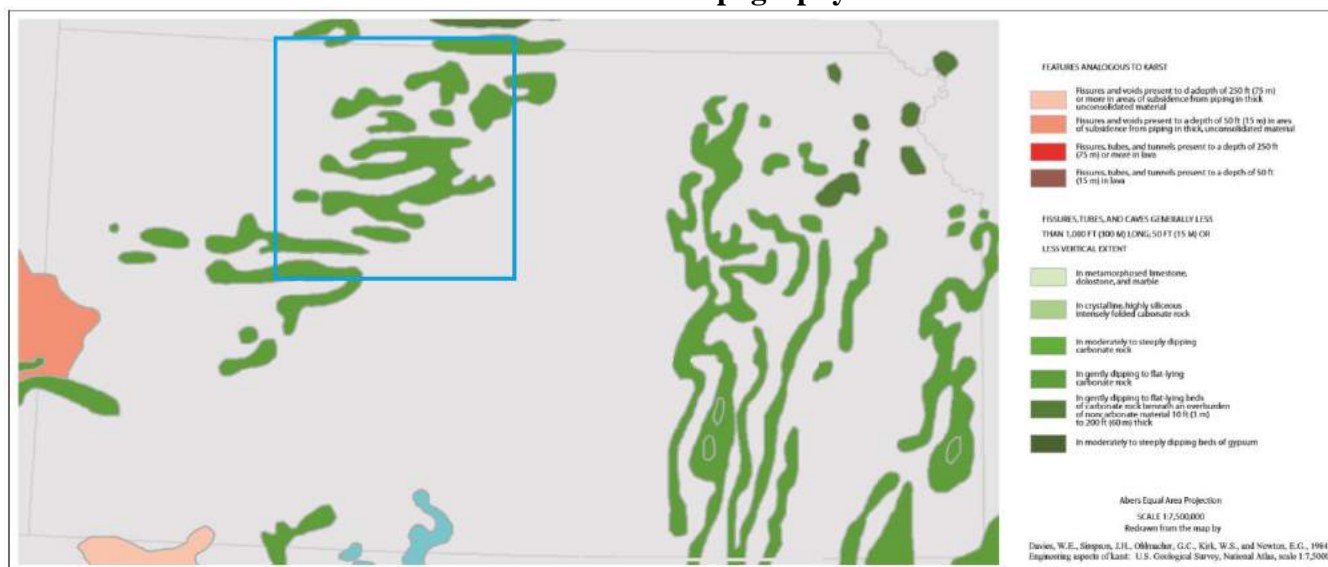 FEATURES ANALOGOUS TO KARST
Fissures and voids present to d adepth of 250 ft (75 m)
or more in areas of subsidence from piping in thick
unconsolidated material
Fissures and voids present to a depth of 50 ft (15 m) in ares
of subsidence from piping in thick, unconsolidated material
Fissures, tubes, and tunnels present to a depth of 250 ft
(75 m) or more in lava
Fissures, tubes, and tunnels present to a depth of 50 ft
(15 m) in lava
FISSURES, TUBES, AND CAVES GENERALLY LESS
THAN 1,000 FT (300 M) LONG; 50 FT (15 M) OR
LESS VERTICAL EXTENT
In metamorphosed limestone,
dolostone, and marble
In crystalline, highly siliceous
intensely folded cabonate rock
In moderately to steeply dipping
carbonate rock
In gently dipping to flat-lying
carbonate rock
In gently dipping to flat-lying beds
of carbonate rock beneath an overburden
of noncarbonate material 10 ft (3 m)
to 200 ft (60 m) thick
In moderately to steeply dipping beds of gypsum
Abers Equal Area Projection
SCALE 1:7,500,000
Redrawn from the map by
Davies, W.E., Simpson, J.H., Ohlmacher, G.C., Kirk, W.S., and Newton, E.G., 1984
Engineering aspects of karst: U.S. Geological Survey, National Atlas, scale 1:7,5000